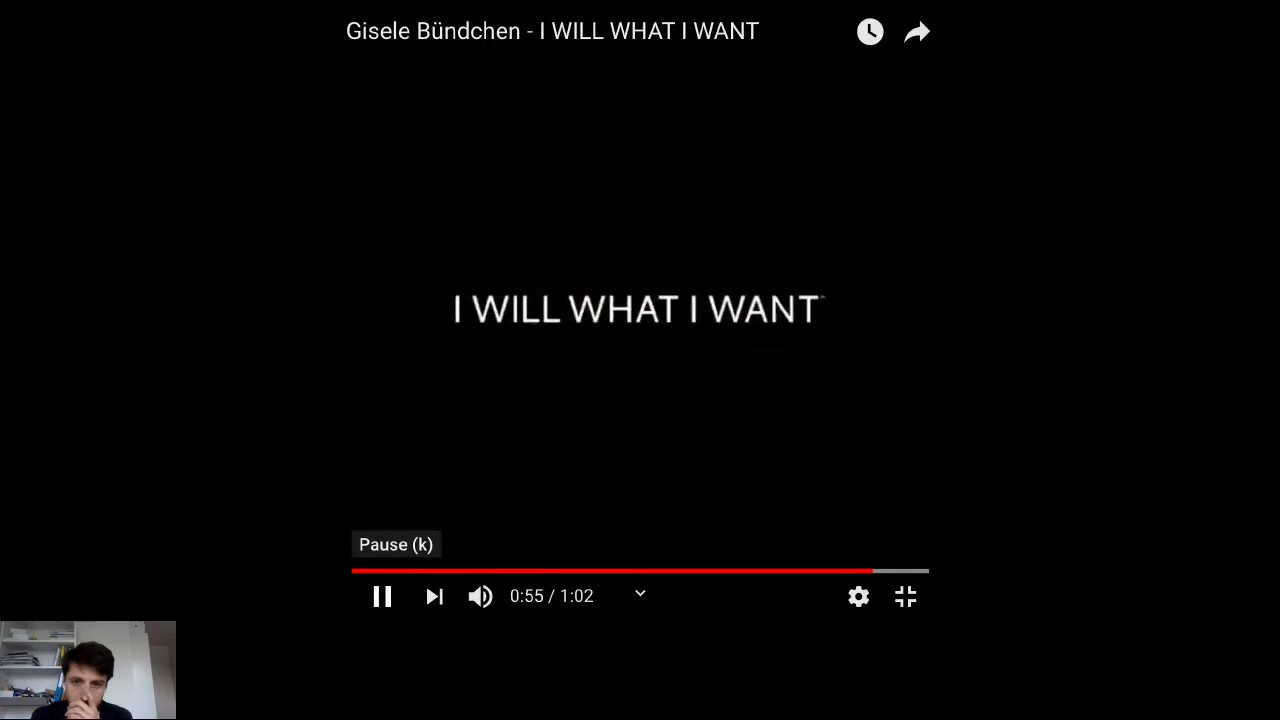 Gisele Bündchen - I WILL WHAT I WANT
I WILL WHAT I WANT
Pause (k)
0:55 / 1:02